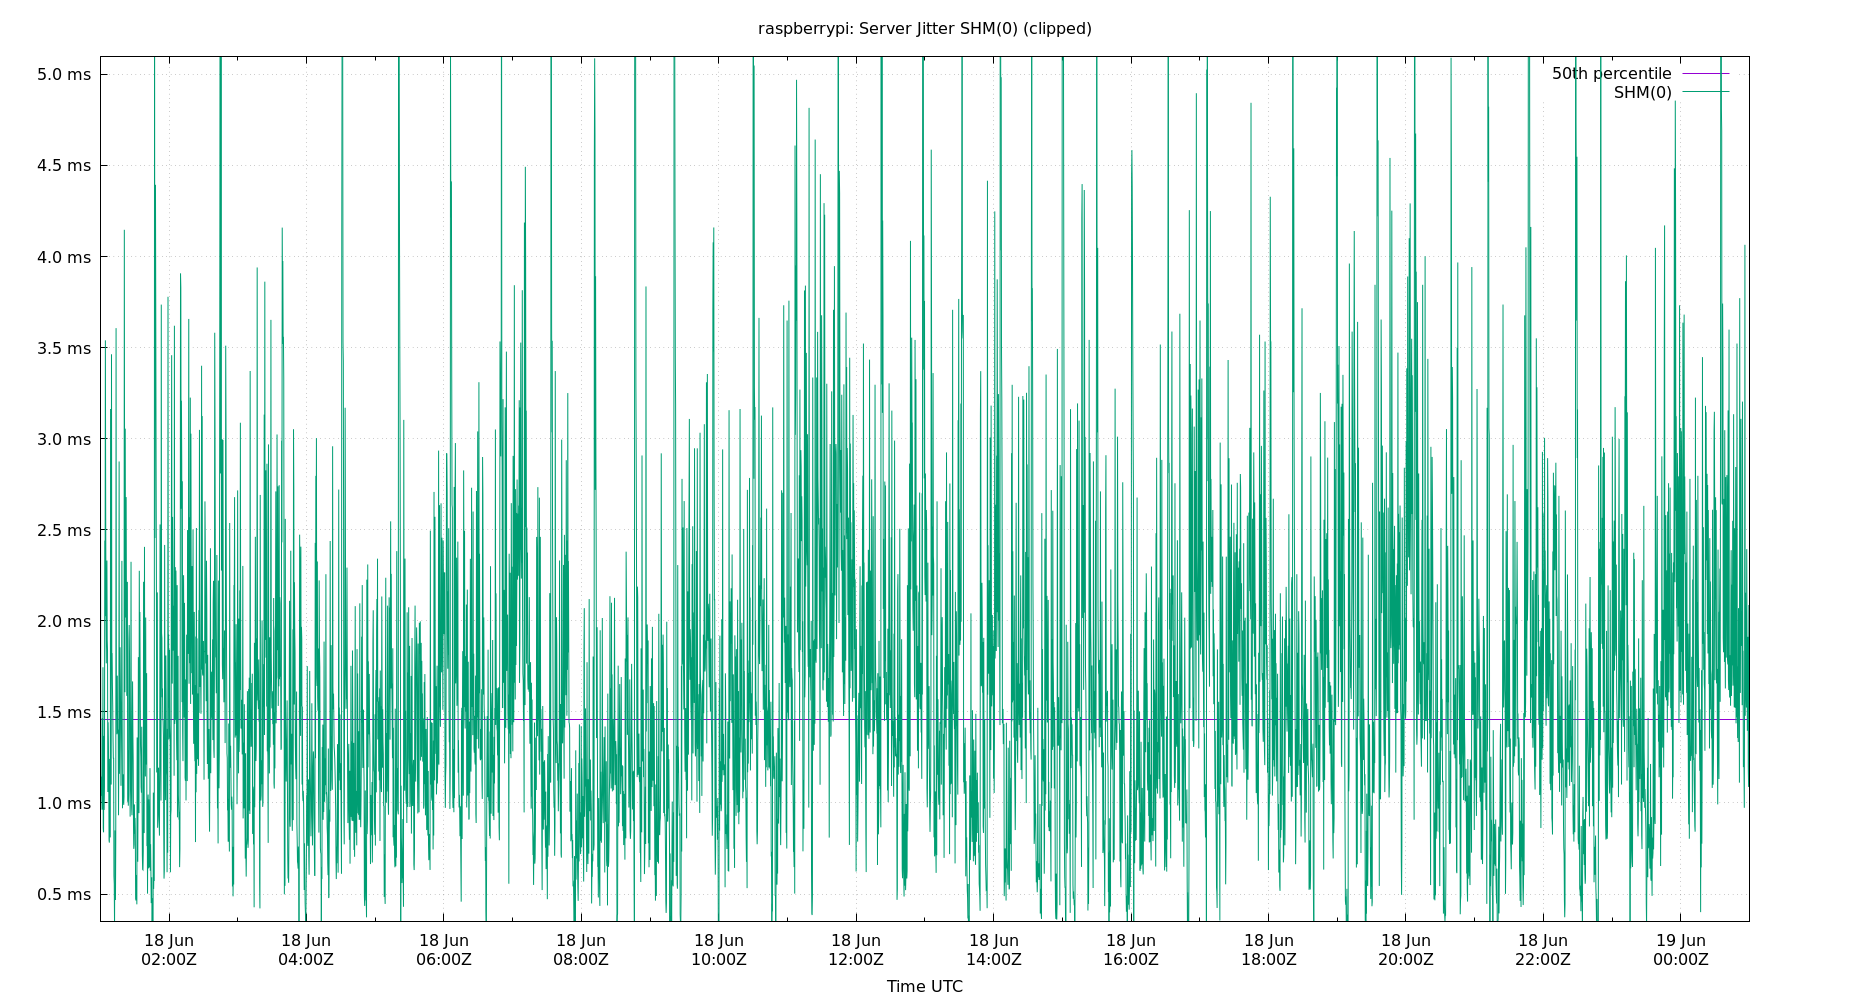 raspberrypi: Server Jitter SHM(0) (clipped)
50th percentile
SHM(0)
5.0 ms
4.5 ms
4.0 ms
3.5 ms
3.0 ms
2.5 ms
2.0 ms
1.5 ms
1.0 ms
0.5 ms
18 Jun 18 Jun 18 Jun 18 Jun 18 Jun 18 Jun 18 Jun 18 Jun 18 Jun 18 Jun 18 Jun 19 Jun
02:00Z 04:00Z 06:00Z 08:00Z 10:00Z 12:00Z 14:00Z 16:00Z 18:00Z 20:00Z 22:00Z 00:00Z
Time UTC